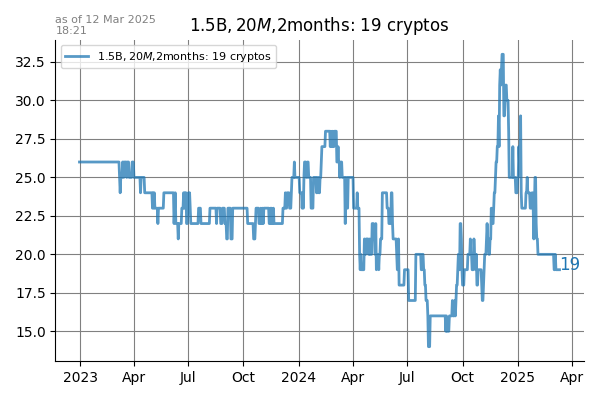 as of 12 Mar 2025
18:21
1.5B, 20M,2months: 19 cryptos
1.5B, 20M,2months: 19 cryptos
32.5
30.0
27.5
25.0
22.5
20.0
17.5
15.0
19
2023 Apr Jul Oct 2024 Apr Jul Oct 2025 Apr